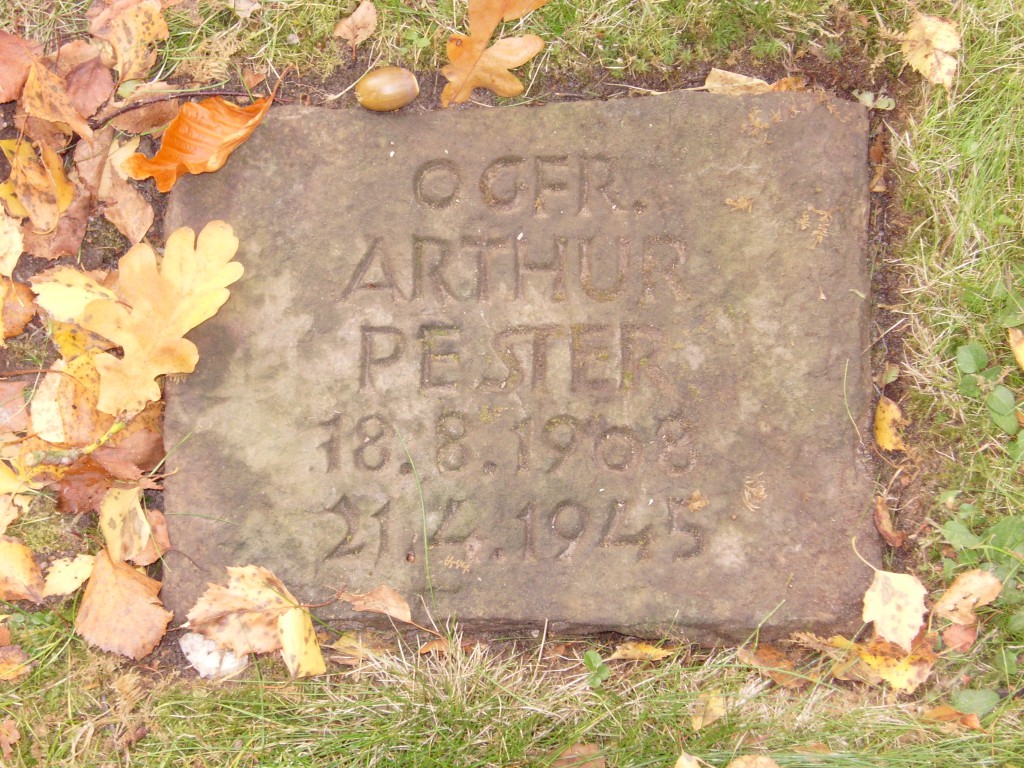 OGFR.
ARTHUR
PESTER
18.8.1908
21.4.1945